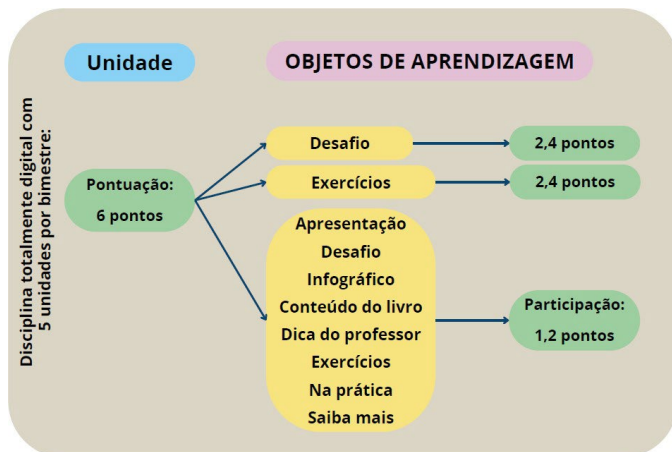 Disciplina totalmente digital com
5 unidades por bimestre:
Unidade
OBJETOS DE APRENDIZAGEM
Pontuação:
6 pontos
Desafio
2,4 pontos
Exercícios
2,4 pontos
Apresentação
Desafio
Infográfico
Conteúdo do livro
Dica do professor
Exercícios
Na prática
Saiba mais
Participação:
1,2 pontos